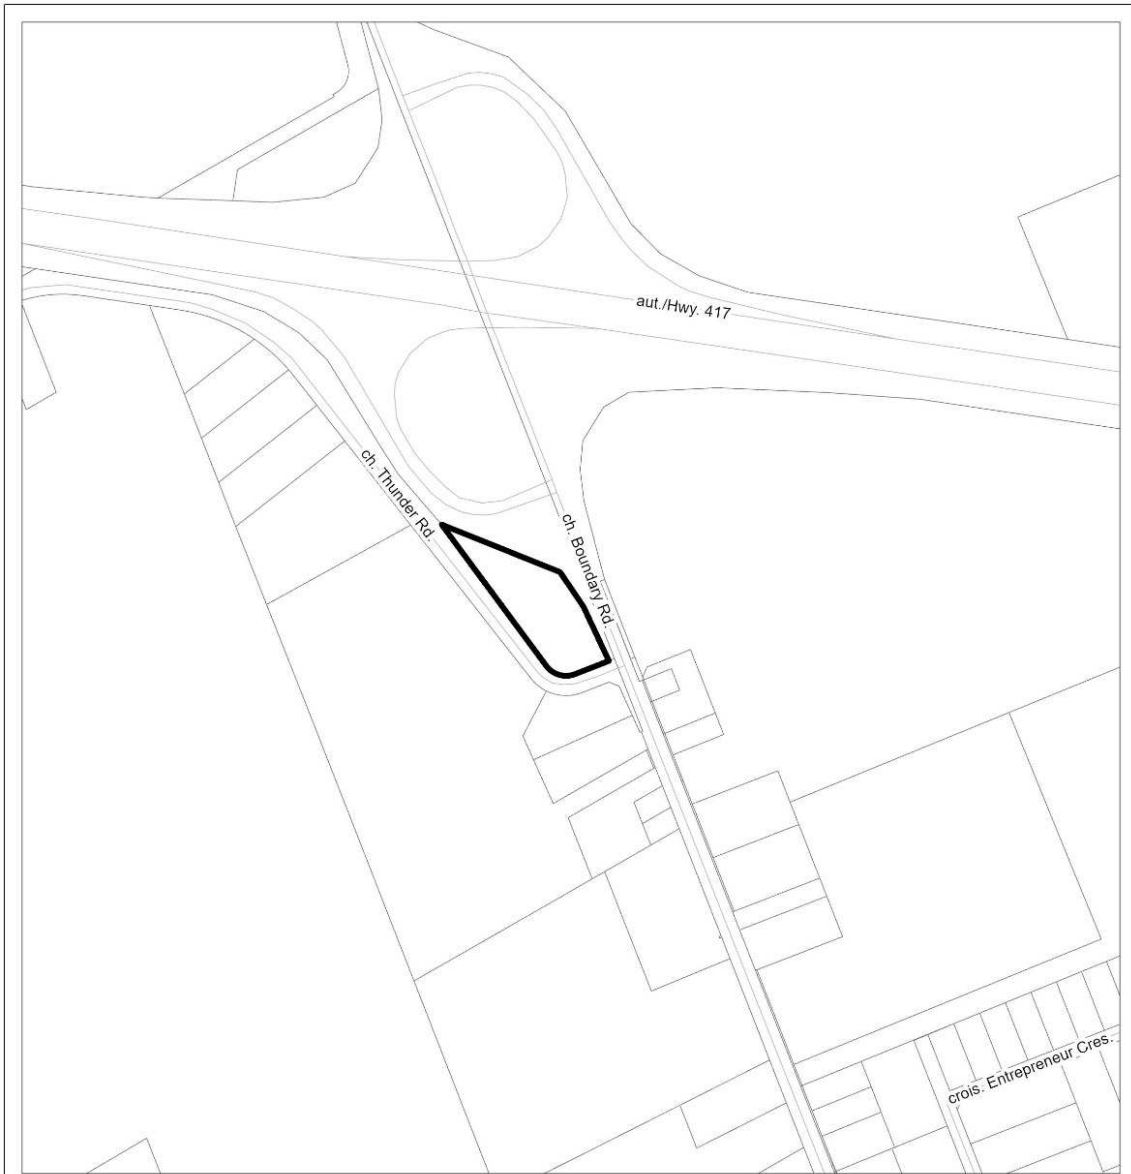 aut./Hwy. 417
ch. Thunder Rd.
ch. Boundary Rd.
crois. Entrepreneur Cres.